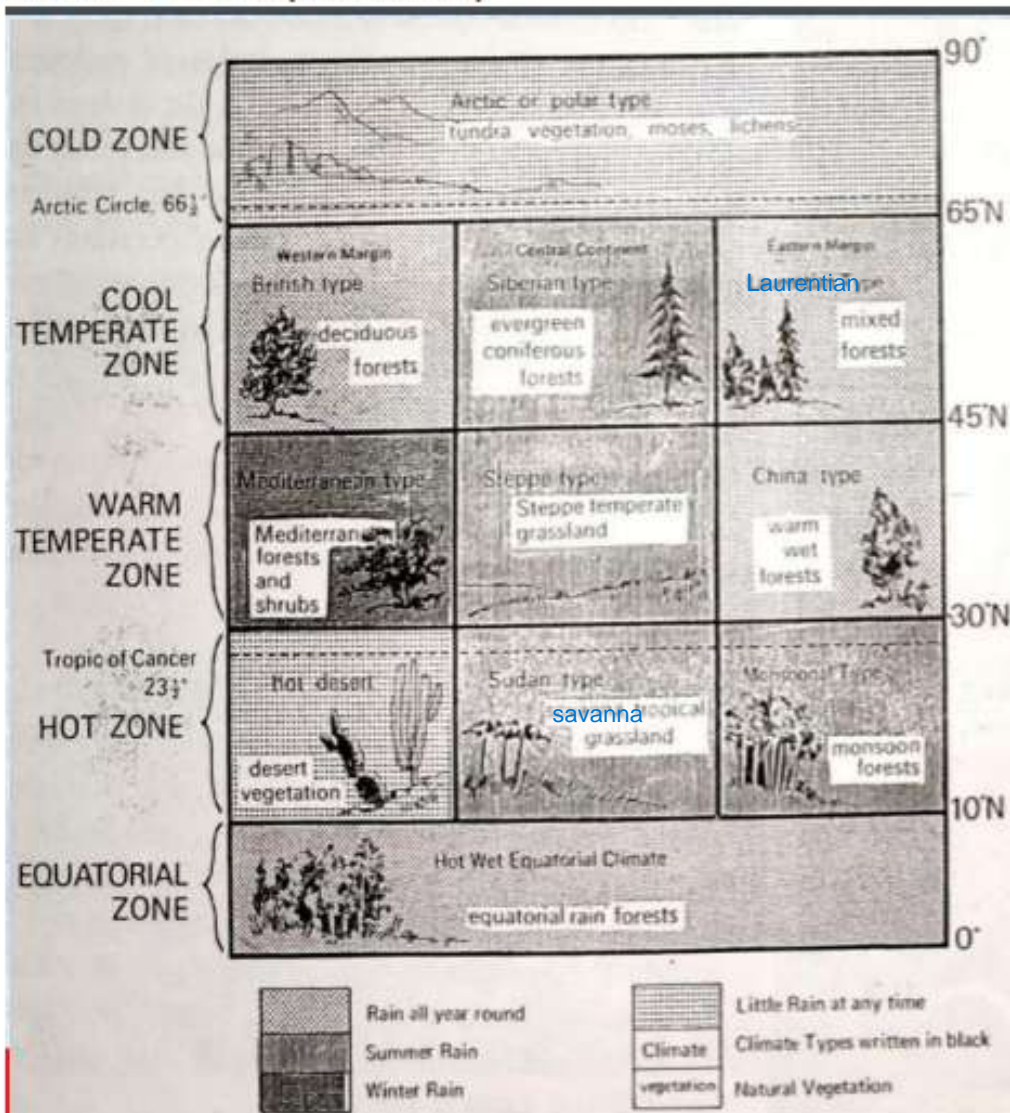 90°
COLD ZONE
Arctic or polar type
tundra vegetation, moses, lichens
Arctic Circle, 66½°
65°N
COOL
TEMPERATE
ZONE
Western Margin
British type
deciduous
forests
Central Continent
Siberian type
evergreen
coniferous
forests
Eastern Margin
Laurentian Type
mixed
forests
45°N
WARM
TEMPERATE
ZONE
Mediterranean type
Mediterranean
forests
and
shrubs
Steppe type
Steppe temperate
grassland
China type
warm
wet
forests
30°N
Tropic of Cancer
23½°
HOT ZONE
hot desert
desert
vegetation
Sudan type
savanna tropical
grassland
Monsoonal Type
monsoon
forests
10°N
EQUATORIAL
ZONE
Hot Wet Equatorial Climate
equatorial rain forests
0°
Rain all year round
Summer Rain
Winter Rain
Little Rain at any time
Climate
Climate Types written in black
vegetation
Natural Vegetation